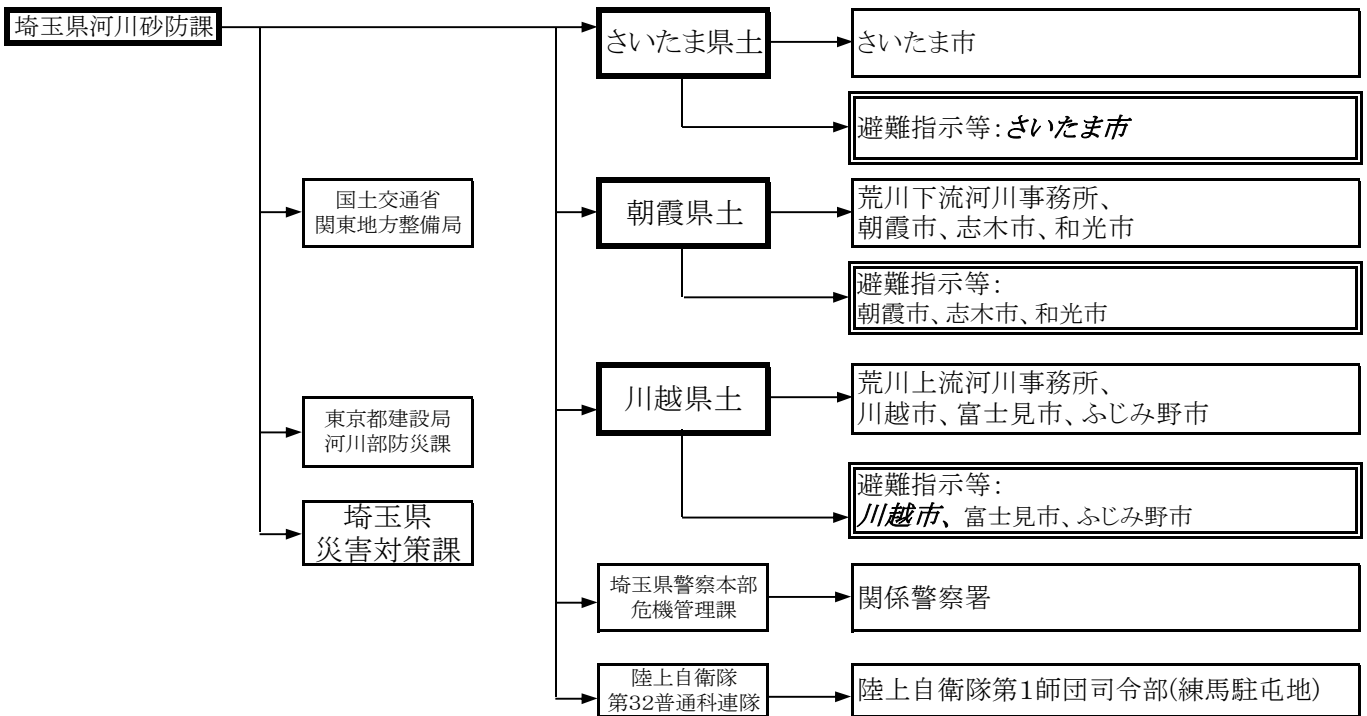 埼玉県河川砂防課
さいたま県土
さいたま市
避難指示等:さいたま市
国土交通省
関東地方整備局
朝霞県土
荒川下流河川事務所、
朝霞市、志木市、和光市
避難指示等:
朝霞市、志木市、和光市
東京都建設局
河川部防災課
川越県土
荒川上流河川事務所、
川越市、富士見市、ふじみ野市
避難指示等:
川越市、富士見市、ふじみ野市
埼玉県
災害対策課
埼玉県警察本部
危機管理課
関係警察署
陸上自衛隊
第32普通科連隊
陸上自衛隊第1師団司令部(練馬駐屯地)